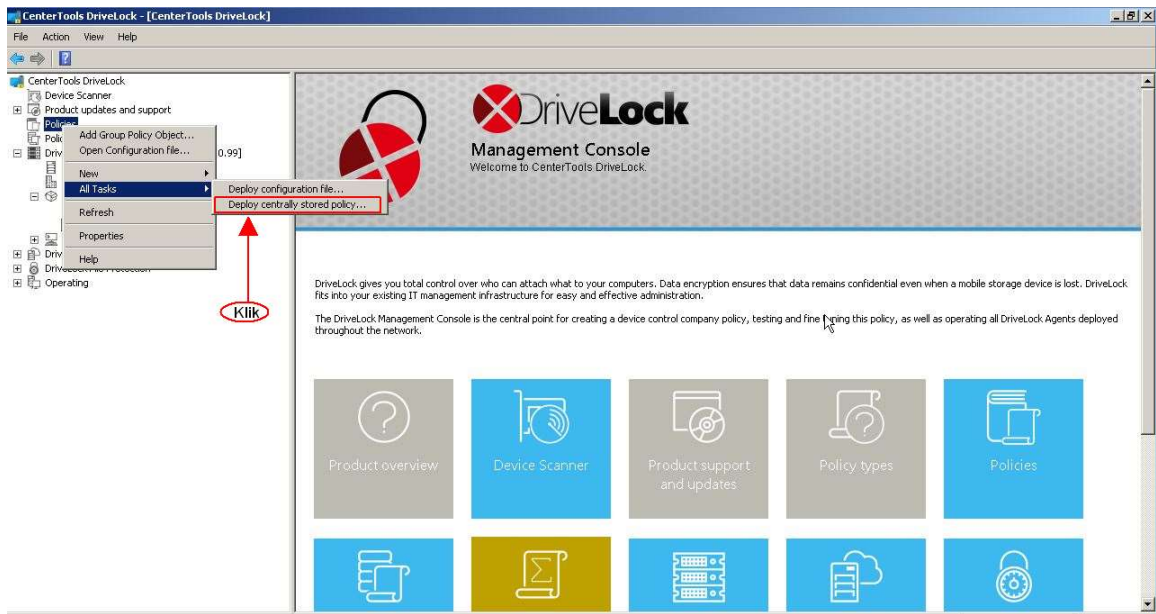 CenterTools DriveLock - [CenterTools DriveLock]
File Action View Help
CenterTools DriveLock
Device Scanner
Product updates and support
Policies
Add Group Policy Object...
Open Configuration file...
0.99]
New
All Tasks
Refresh
Properties
Help
Deploy configuration file...
Deploy centrally stored policy...
Operating
Klik
DriveLock
Management Console
Welcome to CenterTools DriveLock.
DriveLock gives you total control over who can attach what to your computers. Data encryption ensures that data remains confidential even when a mobile storage device is lost. DriveLock
fits into your existing IT management infrastructure for easy and effective administration.
The DriveLock Management Console is the central point for creating a device control company policy, testing and fine tuning this policy, as well as operating all DriveLock Agents deployed
throughout the network.
Product overview
Device Scanner
Product support
and updates
Policy types
Policies